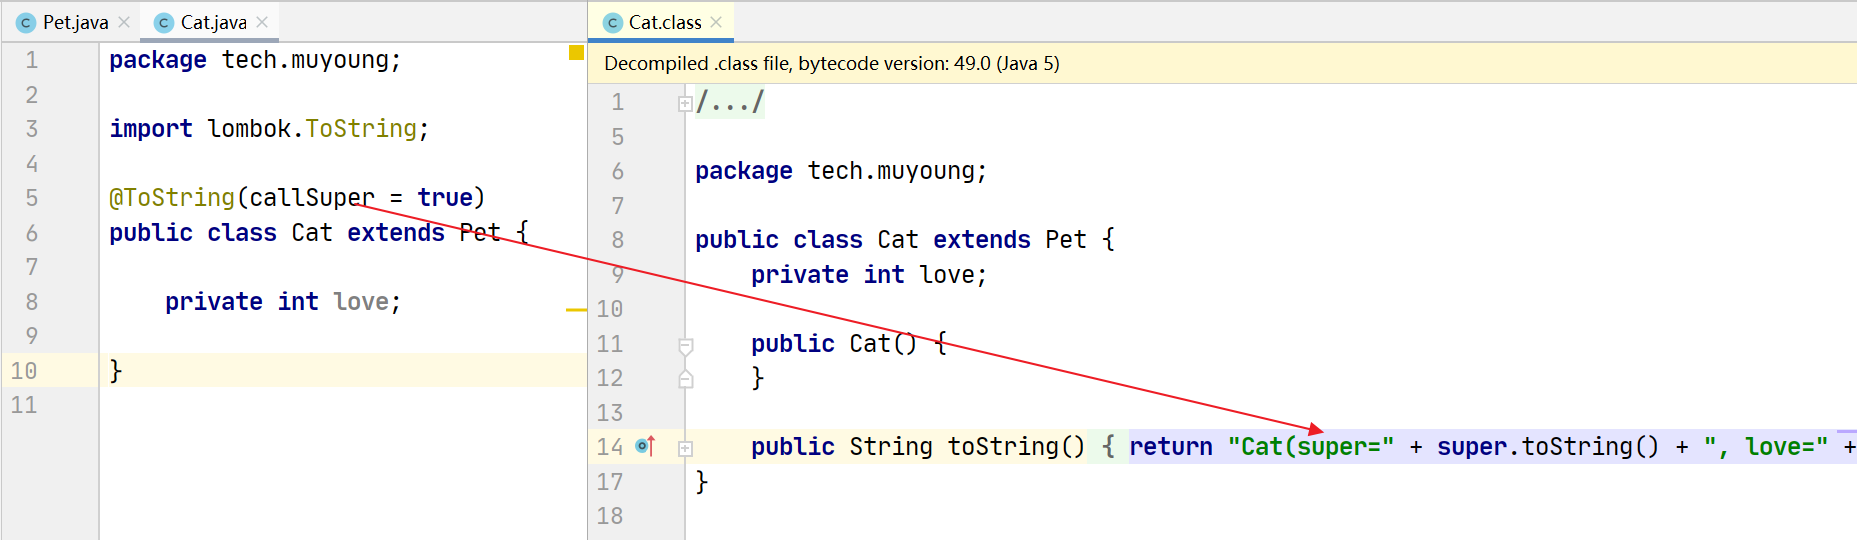 Pet.java
Cat.java
1 package tech.muyoung;
2
3 import lombok.ToString;
4
5 @ToString(callSuper = true)
6 public class Cat extends Pet {
7
8 private int love;
9
10 }
11
Cat.class
Decompiled .class file, bytecode version: 49.0 (Java 5)
1 /.../
5
6 package tech.muyoung;
7
8 public class Cat extends Pet {
9 private int love;
10
11 public Cat() {
12 }
13
14 public String toString() { return "Cat(super=" + super.toString() + ", love=" +
17 }
18